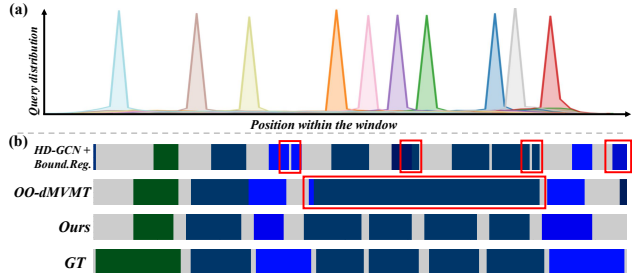 (a)
Query distribution
Position within the window
(b)
HD-GCN +
Bound.Reg.
OO-dMVMT
Ours
GT